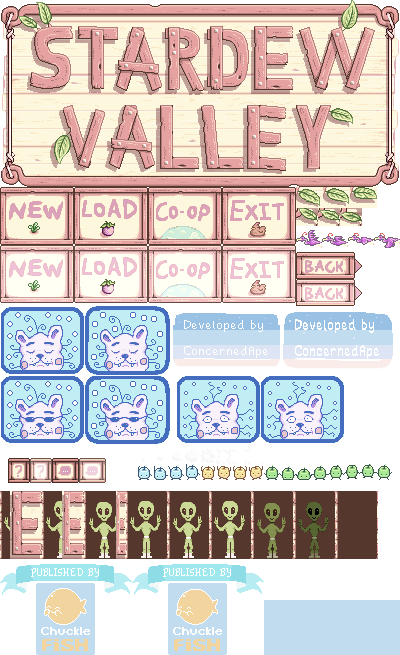 STARDEW
VALLEY
NEW LOAD CO-OP EXIT
NEW LOAD CO-OP EXIT
BACK
BACK
Developed by Developed by
ConcernedApe ConcernedApe
? ?
E E
PUBLISHED BY PUBLISHED BY
Chuckle Chuckle
FISH FISH